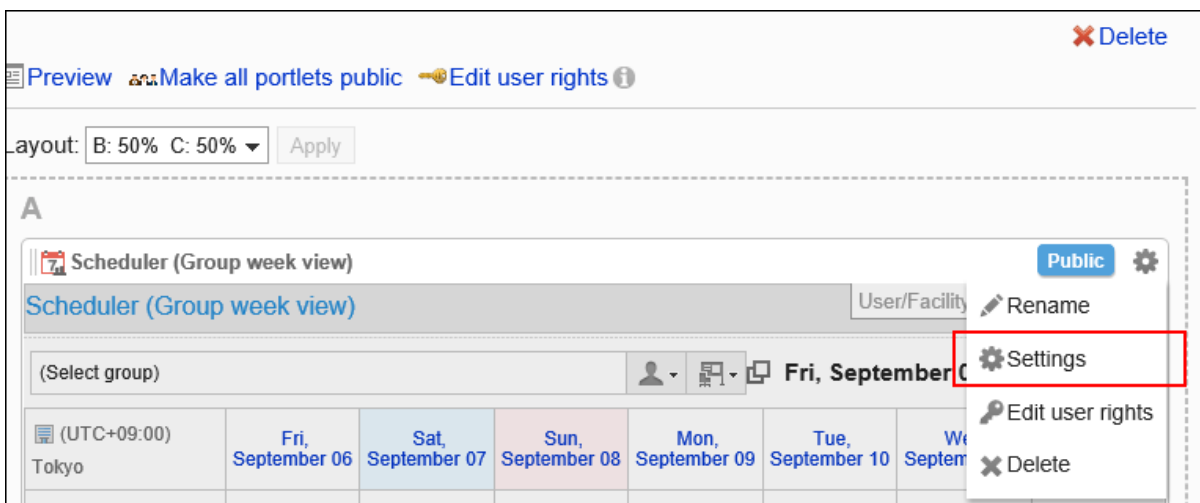 Delete
Preview Make all portlets public Edit user rights
Layout: B: 50% C: 50% Apply
A
Scheduler (Group week view) Public
Scheduler (Group week view) User/Facility
Rename
Settings
Edit user rights
Delete
(Select group) Fri, September
(UTC+09:00)
Tokyo
Fri,
September 06
Sat,
September 07
Sun,
September 08
Mon,
September 09
Tue,
September 10